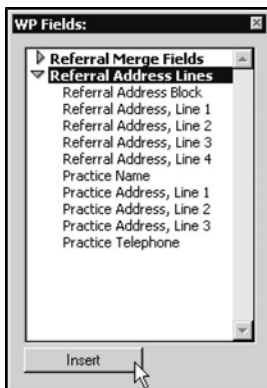 WP Fields:
Referral Merge Fields
Referral Address Lines
Referral Address Block
Referral Address, Line 1
Referral Address, Line 2
Referral Address, Line 3
Referral Address, Line 4
Practice Name
Practice Address, Line 1
Practice Address, Line 2
Practice Address, Line 3
Practice Telephone
Insert